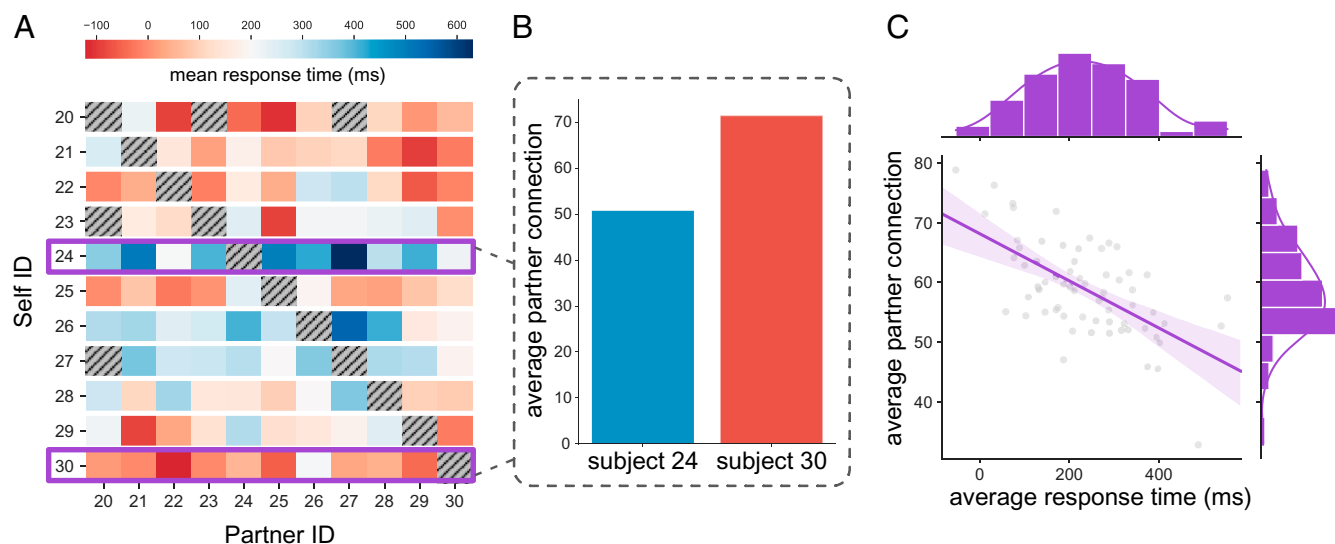 A
−100 0 100 200 300 400 500 600
mean response time (ms)
Self ID
20
21
22
23
24
25
26
27
28
29
30
20 21 22 23 24 25 26 27 28 29 30
Partner ID
B
average partner connection
70
60
50
40
30
20
10
0
subject 24 subject 30
C
average partner connection
80
70
60
50
40
0 200 400
average response time (ms)